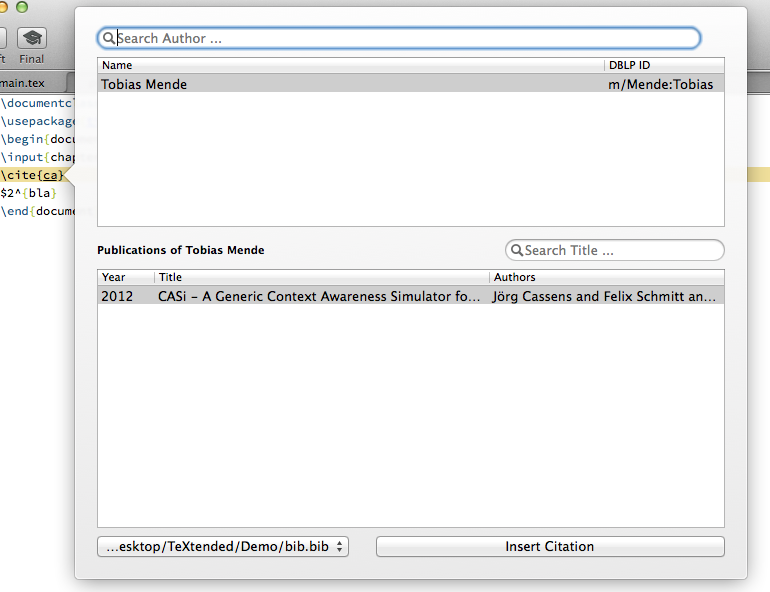 Search Author ...
ft Final
main.tex
Name DBLP ID
Tobias Mende m/Mende:Tobias
\documentcl
\usepackage
\begin{docu
\input{chap
\cite{ca}
$2^{bla}
\end{docume
Publications of Tobias Mende
Search Title ...
Year Title Authors
2012 CASi – A Generic Context Awareness Simulator fo... Jörg Cassens and Felix Schmitt an...
...esktop/TeXtended/Demo/bib.bib
Insert Citation